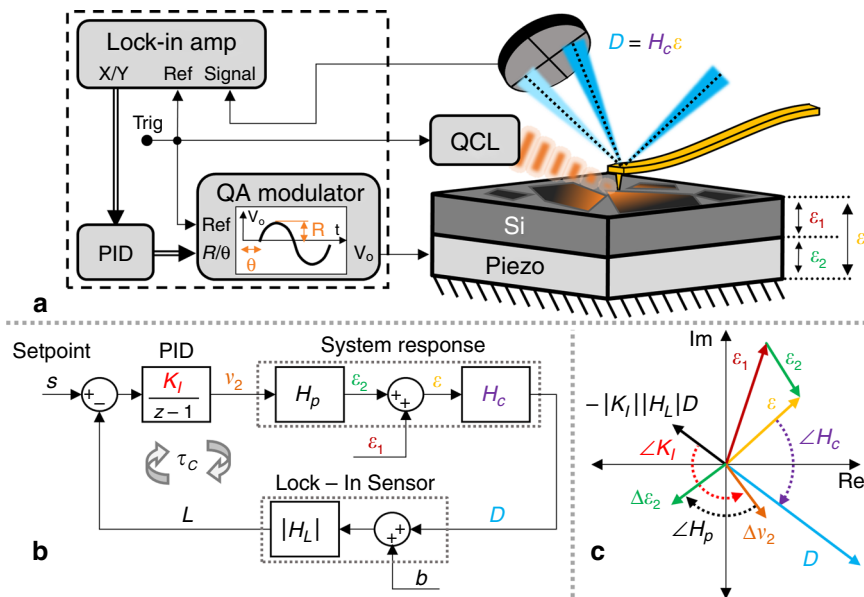 Lock-in amp
X/Y Ref Signal
Trig
QCL
D = H_c ε
QA modulator
Ref
R/θ
V_o
R
t
θ
V_o
PID
Si
Piezo
ε_1
ε_2
ε
a
Setpoint
PID
System response
s
K_I
z – 1
v_2
H_p
ε_2
ε
H_c
+
+
–
ε_1
τ_C
Lock – In Sensor
L
|H_L|
+
+
D
b
b
Im
Re
ε_1
ε_2
ε
– |K_I||H_L|D
∠K_I
∠H_c
Δε_2
∠H_p
Δv_2
D
c